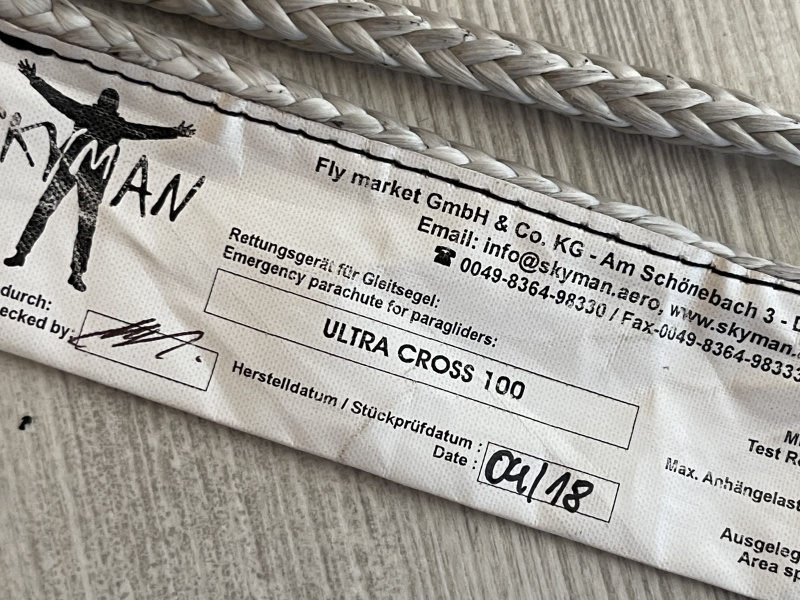 SKYMAN
Fly market GmbH & Co. KG - Am Schönebach 3 -
Email: info@skyman.aero, www.skyman.
☎ 0049-8364-98330 / Fax-0049-8364-98333
Rettungsgerät für Gleitsegel:
Emergency parachute for paragliders:
ULTRA CROSS 100
durch:
ecked by:
Herstelldatum / Stückprüfdatum :
Date : 04/18
Test
Max. Anhängelast
Ausgeleg
Area sp